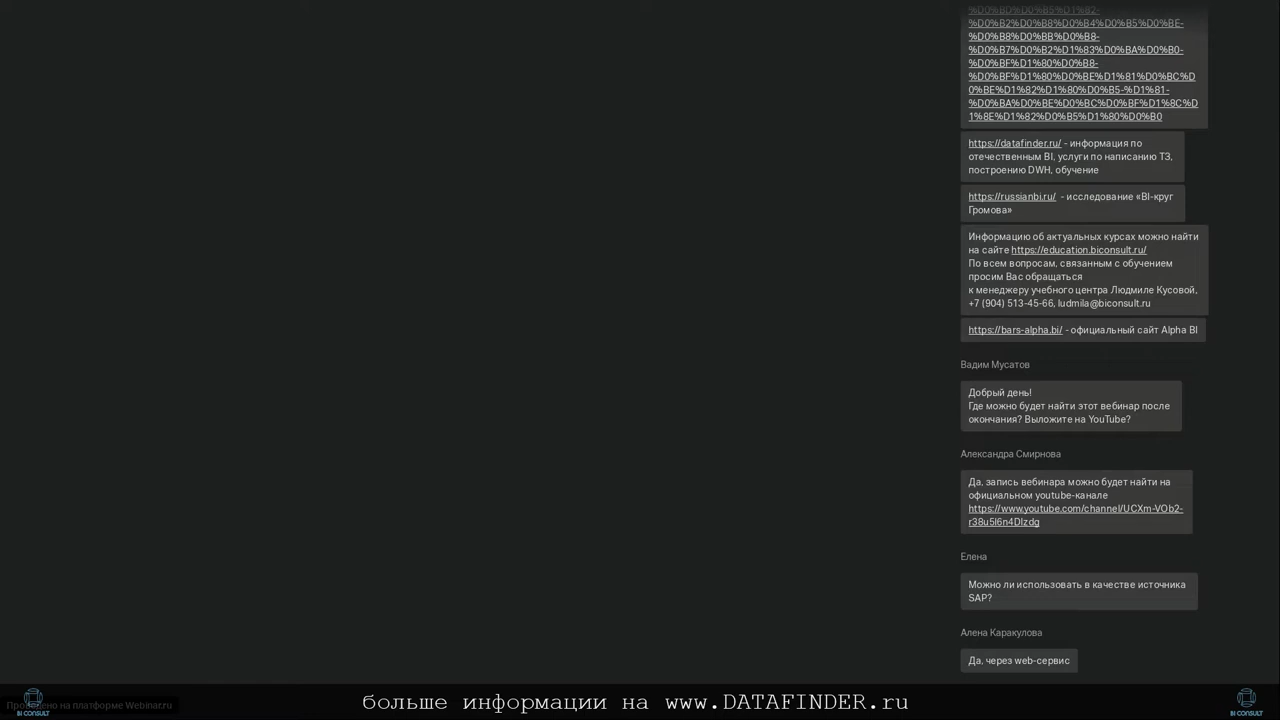 %D0%BD%D0%B5%D1%82-
%D0%B2%D0%B8%D0%B4%D0%B5%D0%BE-
%D0%B8%D0%BB%D0%B8-
%D0%B7%D0%B2%D1%83%D0%BA%D0%B0-
%D0%BF%D1%80%D0%B8-
%D0%BF%D1%80%D0%BE%D1%81%D0%BC%D
0%BE%D1%82%D1%80%D0%B5-%D1%81-
%D0%BA%D0%BE%D0%BC%D0%BF%D1%8C%D
1%8E%D1%82%D0%B5%D1%80%D0%B0
https://datafinder.ru/ - информация по
отечественным BI, услуги по написанию ТЗ,
построению DWH, обучение
https://russianbi.ru/ - исследование «BI-круг
Громова»
Информацию об актуальных курсах можно найти
на сайте https://education.biconsult.ru/
По всем вопросам, связанным с обучением
просим Вас обращаться
к менеджеру учебного центра Людмиле Кусовой,
+7 (904) 513-45-66, ludmila@biconsult.ru
https://bars-alpha.bi/ - официальный сайт Alpha BI
Вадим Мусатов
Добрый день!
Где можно будет найти этот вебинар после
окончания? Выложите на YouTube?
Александра Смирнова
Да, запись вебинара можно будет найти на
официальном youtube-канале
https://www.youtube.com/channel/UCXm-VOb2-
r38u5I6n4DIzdg
Елена
Можно ли использовать в качестве источника
SAP?
Алена Каракулова
Да, через web-сервис
Проведено на платформе Webinar.ru
BI CONSULT
больше информации на www.DATAFINDER.ru
BI CONSULT